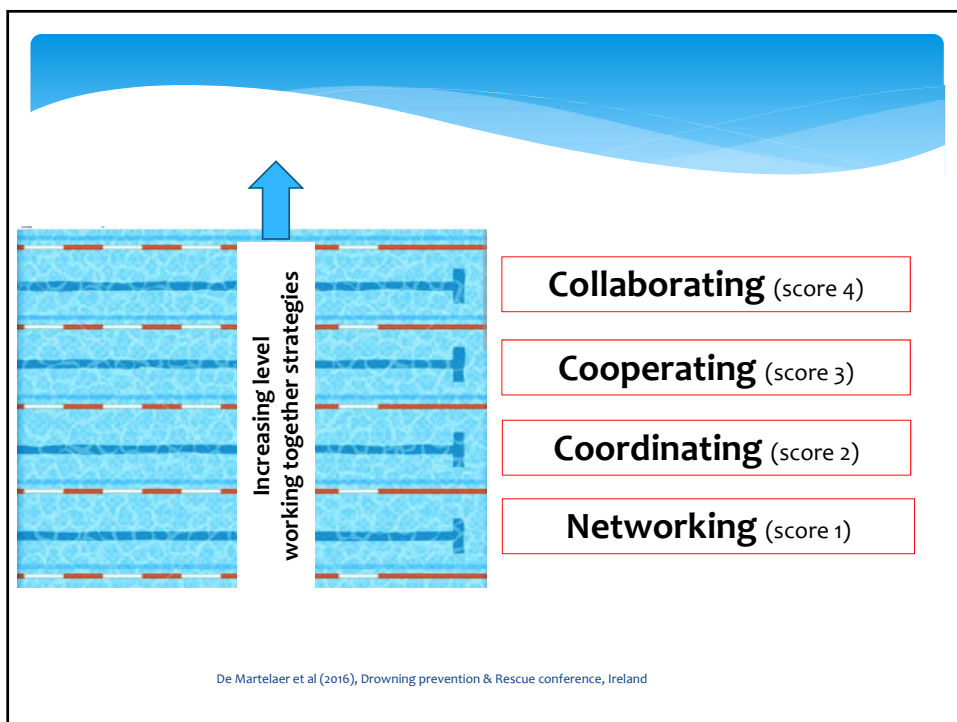 Increasing level
working together strategies
Collaborating (score 4)
Cooperating (score 3)
Coordinating (score 2)
Networking (score 1)
De Martelaer et al (2016), Drowning prevention & Rescue conference, Ireland